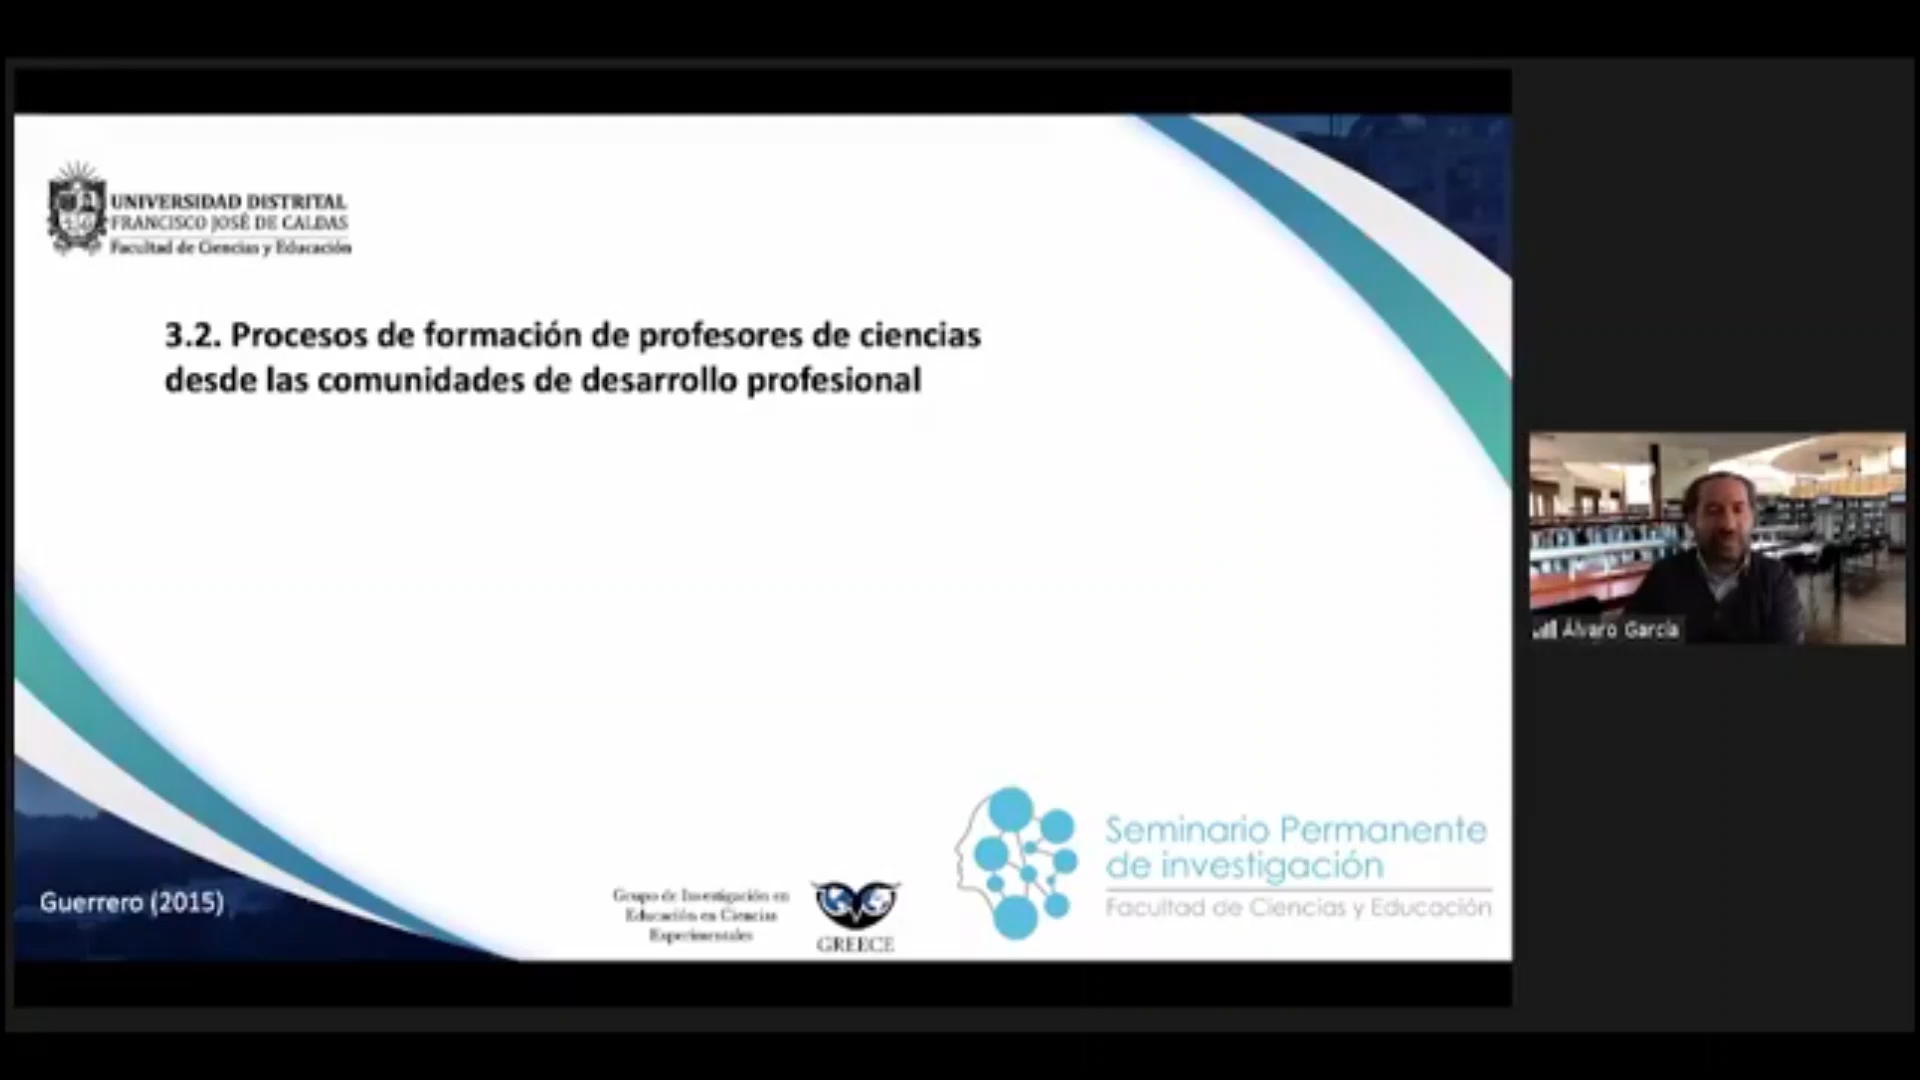 UNIVERSIDAD DISTRITAL
FRANCISCO JOSÉ DE CALDAS
Facultad de Ciencias y Educación
3.2. Procesos de formación de profesores de ciencias
desde las comunidades de desarrollo profesional
Guerrero (2015)
Grupo de Investigación en
Educación en Ciencias
Experimentales
GREECE
Seminario Permanente
de investigación
Facultad de Ciencias y Educación
Álvaro García